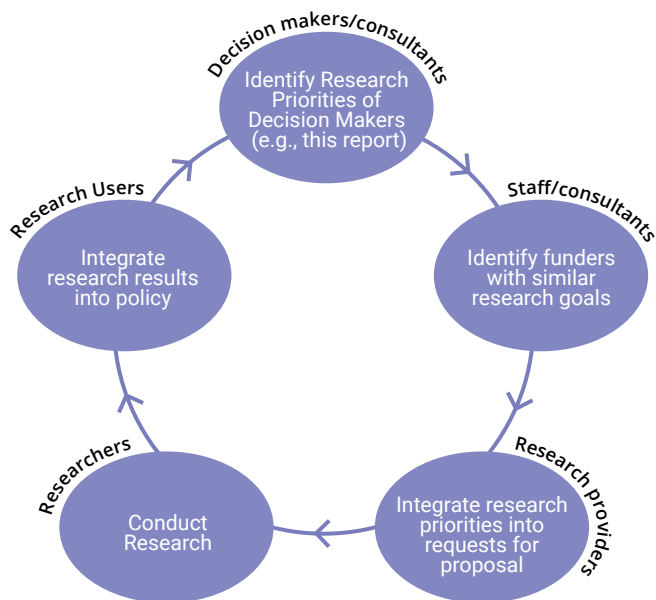 Decision makers/consultants
Identify Research
Priorities of
Decision Makers
(e.g., this report)
Staff/consultants
Identify funders
with similar
research goals
Research providers
Integrate research
priorities into
requests for
proposal
Researchers
Conduct
Research
Research Users
Integrate
research results
into policy